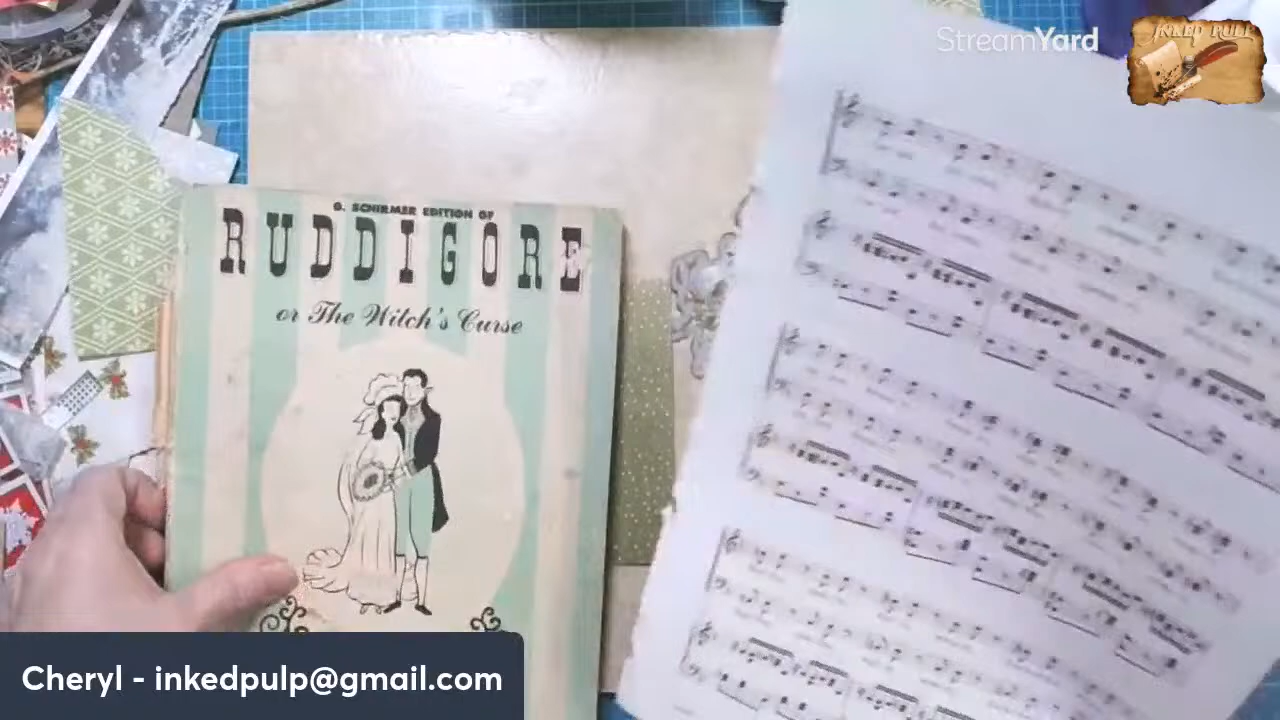 StreamYard
INKED PULP
G. SCHIRMER EDITION OF
RUDDIGORE
or The Witch's Curse
Cheryl - inkedpulp@gmail.com